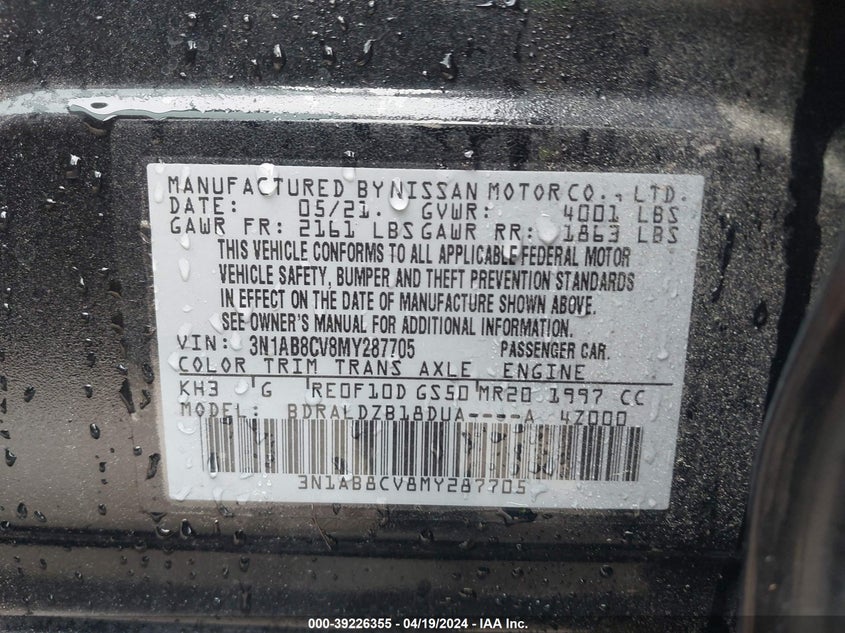 MANUFACTURED BY NISSAN MOTOR CO., LTD.
DATE: 05/21. GVWR: 4001 LBS
GAWR FR: 2161 LBS GAWR RR: 1863 LBS
THIS VEHICLE CONFORMS TO ALL APPLICABLE FEDERAL MOTOR
VEHICLE SAFETY, BUMPER AND THEFT PREVENTION STANDARDS
IN EFFECT ON THE DATE OF MANUFACTURE SHOWN ABOVE.
SEE OWNER'S MANUAL FOR ADDITIONAL INFORMATION.
VIN: 3N1AB8CV8MY287705 PASSENGER CAR.
COLOR TRIM TRANS AXLE ENGINE
KH3 G RE0F10D GS50 MR20 1997 CC
MODEL: BDRALDZB18DUA----A 4Z000
3N1AB8CV8MY287705
000-39226355 - 04/19/2024 - IAA Inc.